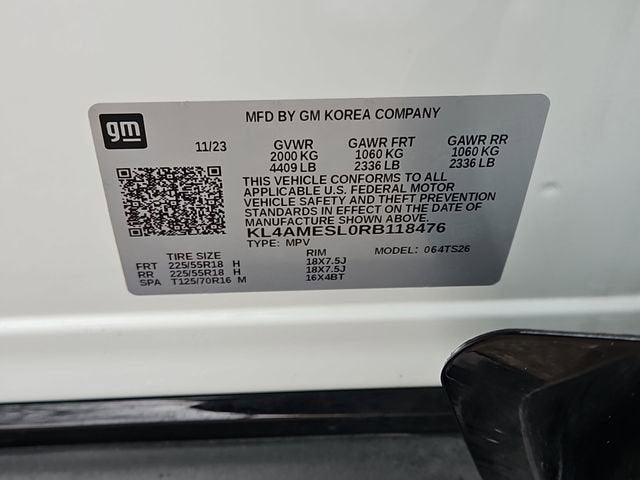 gm
MFD BY GM KOREA COMPANY
11/23 GVWR GAWR FRT GAWR RR
2000 KG 1060 KG 1060 KG
4409 LB 2336 LB 2336 LB
THIS VEHICLE CONFORMS TO ALL
APPLICABLE U.S. FEDERAL MOTOR
VEHICLE SAFETY AND THEFT PREVENTION
STANDARDS IN EFFECT ON THE DATE OF
MANUFACTURE SHOWN ABOVE.
KL4AMESL0RB118476
TYPE: MPV MODEL: 064TS26
TIRE SIZE RIM
FRT 225/55R18 H 18X7.5J
RR 225/55R18 H 18X7.5J
SPA T125/70R16 M 16X4BT